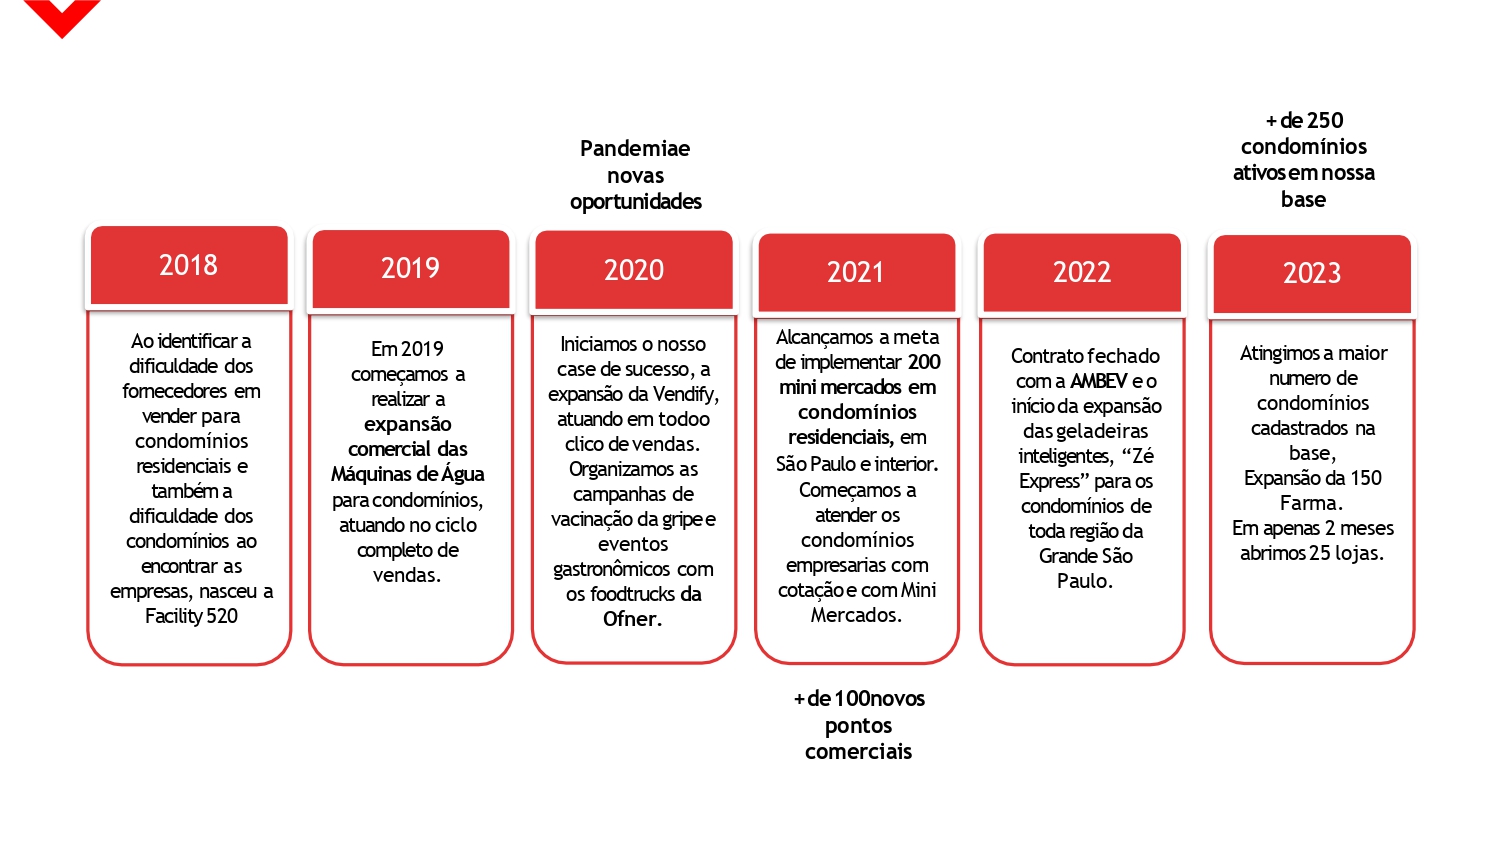 2018
Ao identificar a
dificuldade dos
fornecedores em
vender para
condomínios
residenciais e
também a
dificuldade dos
condomínios ao
encontrar as
empresas, nasceu a
Facility 520
2019
Em 2019
começamos a
realizar a
expansão
comercial das
Máquinas de Água
para condomínios,
atuando no ciclo
completo de
vendas.
Pandemiae
novas
oportunidades
2020
Iniciamos o nosso
case de sucesso, a
expansão da Vendify,
atuando em todoo
clico de vendas.
Organizamos as
campanhas de
vacinação da gripe e
eventos
gastronômicos com
os foodtrucks da
Ofner.
2021
Alcançamos a meta
de implementar 200
mini mercados em
condomínios
residenciais, em
São Paulo e interior.
Começamos a
atender os
condomínios
empresarias com
cotação e com Mini
Mercados.
+ de 100novos
pontos
comerciais
2022
Contrato fechado
com a AMBEV e o
início da expansão
das geladeiras
inteligentes, “Zé
Express” para os
condomínios de
toda região da
Grande São
Paulo.
+ de 250
condomínios
ativos em nossa
base
2023
Atingimos a maior
numero de
condomínios
cadastrados na
base,
Expansão da 150
Farma.
Em apenas 2 meses
abrimos 25 lojas.